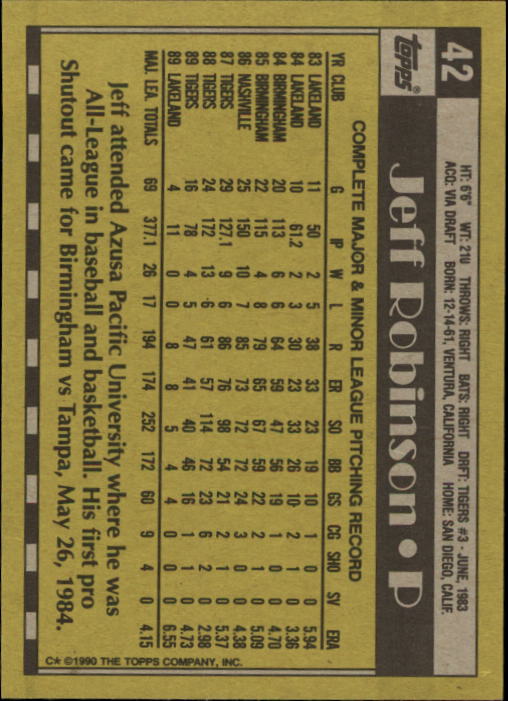 42
HT: 6'6" WT: 210 THROWS: RIGHT BATS: RIGHT DRFT: TIGERS #3 - JUNE, 1983
ACQ: VIA DRAFT BORN: 12-14-61, VENTURA, CALIFORNIA HOME: SAN DIEGO, CALIF.
topps®
Jeff Robinson • P
COMPLETE MAJOR & MINOR LEAGUE PITCHING RECORD
YR CLUB G IP W L R ER SO BB GS CG SHO SV ERA
83 LAKELAND 11 50 2 5 38 33 23 19 10 1 0 0 5.94
84 LAKELAND 10 61.2 2 3 30 23 33 26 10 2 1 0 3.36
84 BIRMINGHAM 20 113 6 6 64 59 47 56 19 1 0 0 4.70
85 BIRMINGHAM 22 115 4 8 79 65 67 59 22 2 1 0 5.09
86 NASHVILLE 25 150 10 7 85 73 72 72 24 3 0 0 4.38
87 TIGERS 29 127.1 9 6 86 76 98 54 21 2 1 0 5.37
88 TIGERS 24 172 13 6 61 57 114 72 23 6 2 0 2.98
89 TIGERS 16 78 4 5 47 41 40 46 16 1 1 0 4.73
89 LAKELAND 4 11 0 0 8 8 5 4 4 0 0 0 6.55
MAJ. LEA. TOTALS 69 377.1 26 17 194 174 252 172 60 9 4 0 4.15
Jeff attended Azusa Pacific University where he was
All-League in baseball and basketball. His first pro
Shutout came for Birmingham vs Tampa, May 26, 1984.
C* ©1990 THE TOPPS COMPANY, INC.